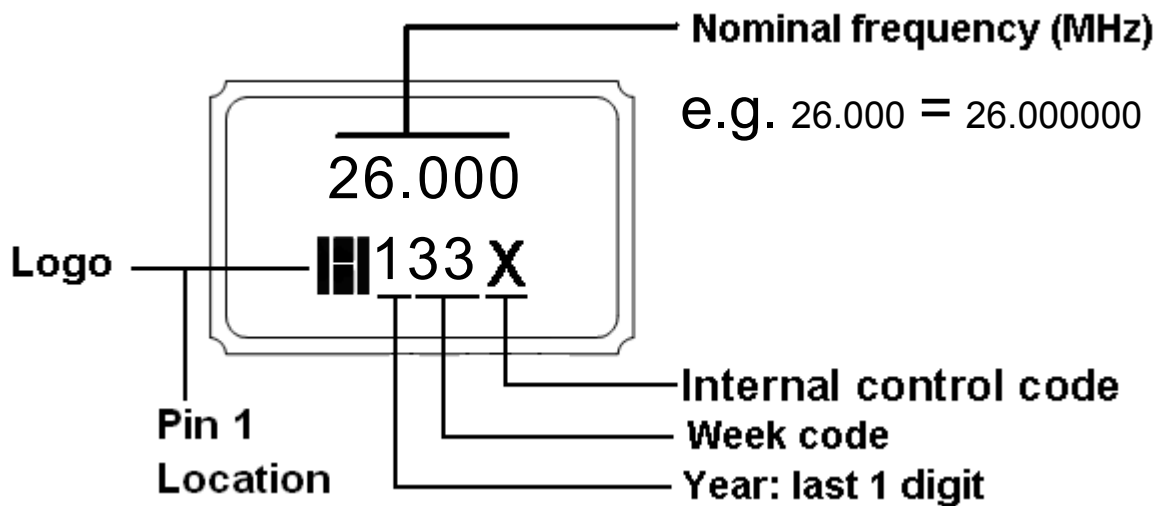 Nominal frequency (MHz)
e.g. 26.000 = 26.000000
26.000
Logo
133 X
Internal control code
Pin 1
Location
Week code
Year: last 1 digit